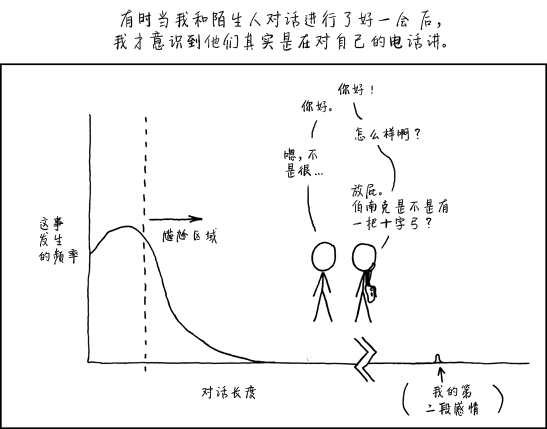 有时当我和陌生人对话进行了好一会后,
我才意识到他们其实是在对自己的电话讲。
你好!
你好。
怎么样啊?
嗯,不
是很...
放屁。
伯南克是不是有
一把十字弓?
这事
发生
的频率
尴尬区域
对话长度
(我的第
二段感情)